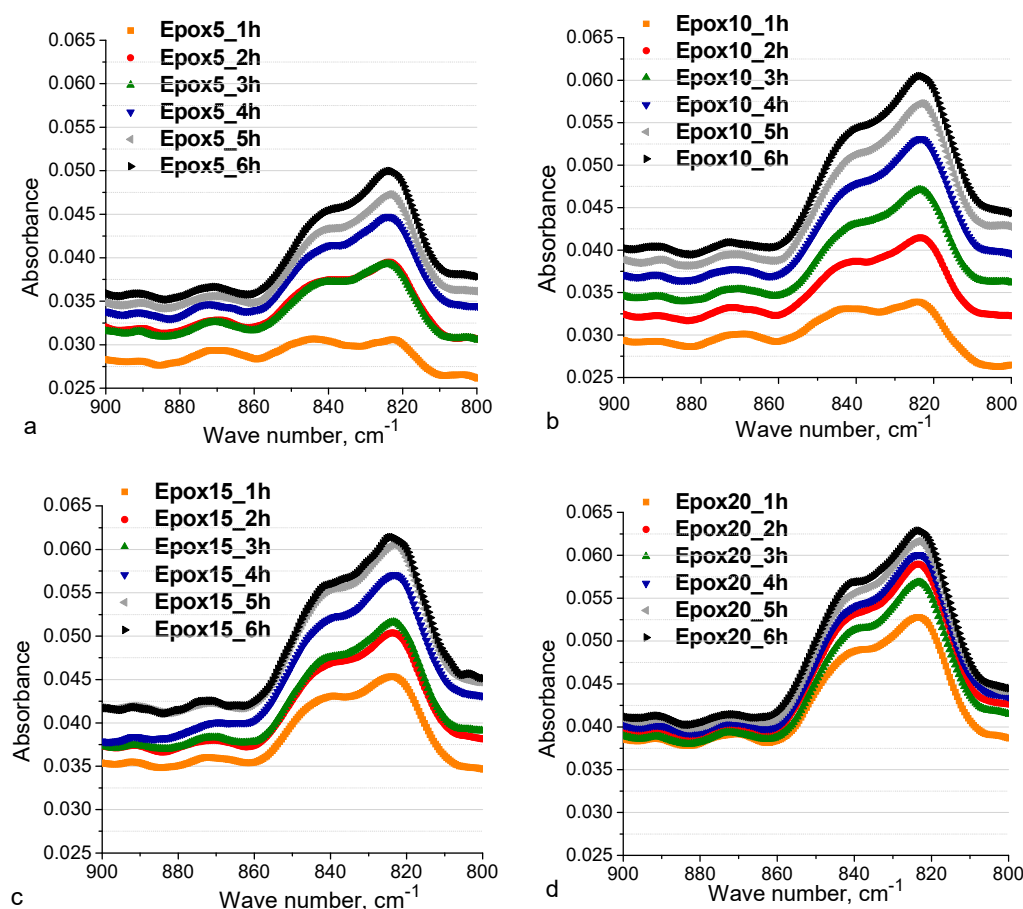 Epox5_1h
Epox5_2h
Epox5_3h
Epox5_4h
Epox5_5h
Epox5_6h
0.065
0.060
0.055
0.050
0.045
0.040
0.035
0.030
0.025
Absorbance
900 880 860 840 820 800
Wave number, cm⁻¹
a
Epox10_1h
Epox10_2h
Epox10_3h
Epox10_4h
Epox10_5h
Epox10_6h
0.065
0.060
0.055
0.050
0.045
0.040
0.035
0.030
0.025
Absorbance
900 880 860 840 820 800
Wave number, cm⁻¹
b
Epox15_1h
Epox15_2h
Epox15_3h
Epox15_4h
Epox15_5h
Epox15_6h
0.065
0.060
0.055
0.050
0.045
0.040
0.035
0.030
0.025
Absorbance
900 880 860 840 820 800
Wave number, cm⁻¹
c
Epox20_1h
Epox20_2h
Epox20_3h
Epox20_4h
Epox20_5h
Epox20_6h
0.065
0.060
0.055
0.050
0.045
0.040
0.035
0.030
0.025
Absorbance
900 880 860 840 820 800
Wave number, cm⁻¹
d